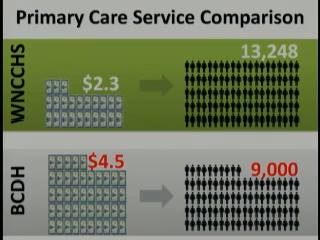 Primary Care Service Comparison
WNCCHS
$2.3
13,248
BCDH
$4.5
9,000